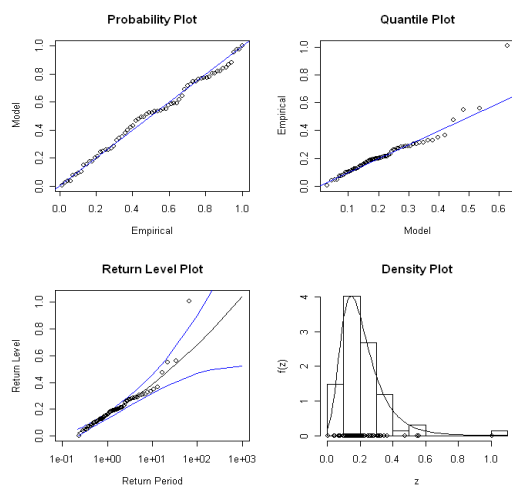 Probability Plot
Model
0.0 0.2 0.4 0.6 0.8 1.0
0.0 0.2 0.4 0.6 0.8 1.0
Empirical
Quantile Plot
Empirical
0.0 0.2 0.4 0.6 0.8 1.0
0.1 0.2 0.3 0.4 0.5 0.6
Model
Return Level Plot
Return Level
0.0 0.2 0.4 0.6 0.8 1.0
1e-01 1e+00 1e+01 1e+02 1e+03
Return Period
Density Plot
f(z)
0 1 2 3 4
0.0 0.2 0.4 0.6 0.8 1.0
z